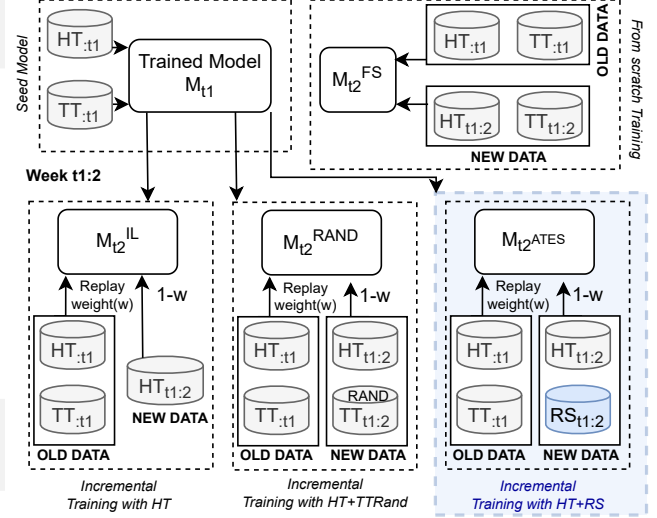 Seed Model
HT:t1
TT:t1
Trained Model
Mt1
Mt2FS
HT:t1
TT:t1
OLD DATA
HTt1:2
TTt1:2
NEW DATA
From scratch Training
Week t1:2
Mt2IL
Replay
weight(w)
1-w
HT:t1
TT:t1
OLD DATA
HTt1:2
NEW DATA
Incremental
Training with HT
Mt2RAND
Replay
weight(w)
1-w
HT:t1
TT:t1
OLD DATA
HTt1:2
RAND
TTt1:2
NEW DATA
Incremental
Training with HT+TTRand
Mt2ATES
Replay
weight(w)
1-w
HT:t1
TT:t1
OLD DATA
HTt1:2
RSt1:2
NEW DATA
Incremental
Training with HT+RS